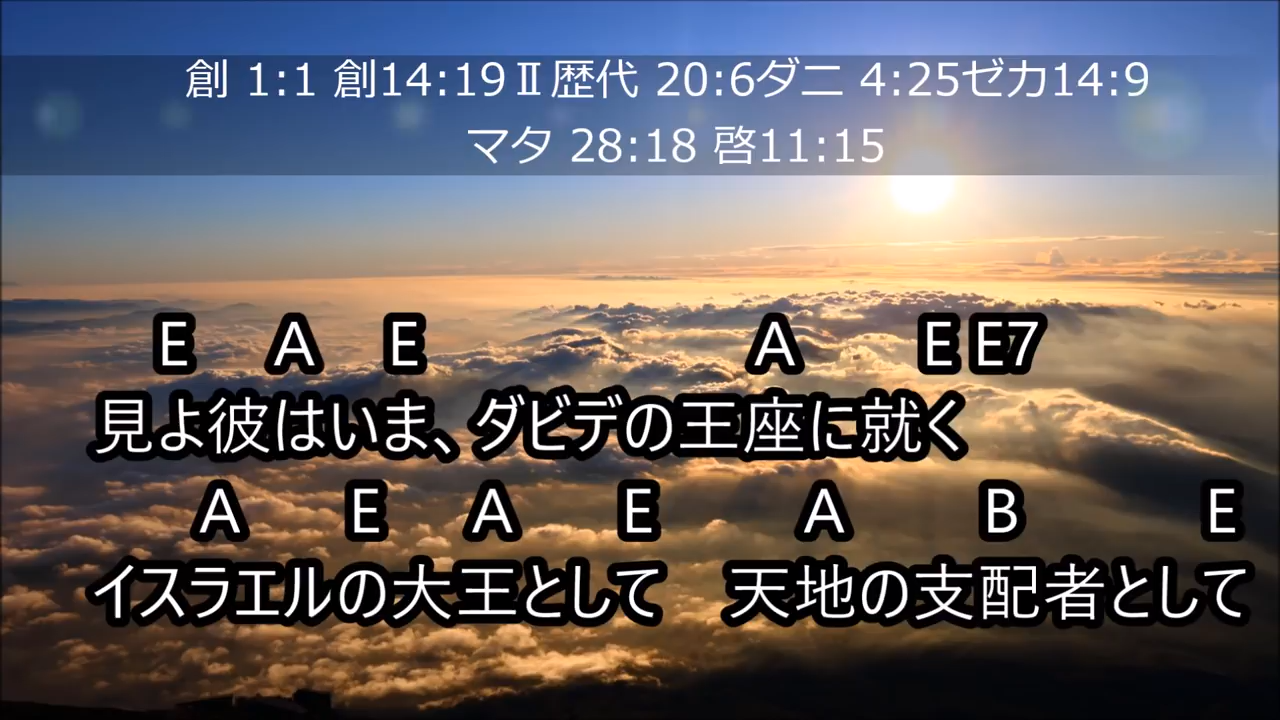 創 1:1 創14:19Ⅱ歴代 20:6ダニ 4:25ゼカ14:9
マタ 28:18 啓11:15
E A E A E E7
見よ彼はいま、ダビデの王座に就く
A E A E A B E
イスラエルの大王として 天地の支配者として